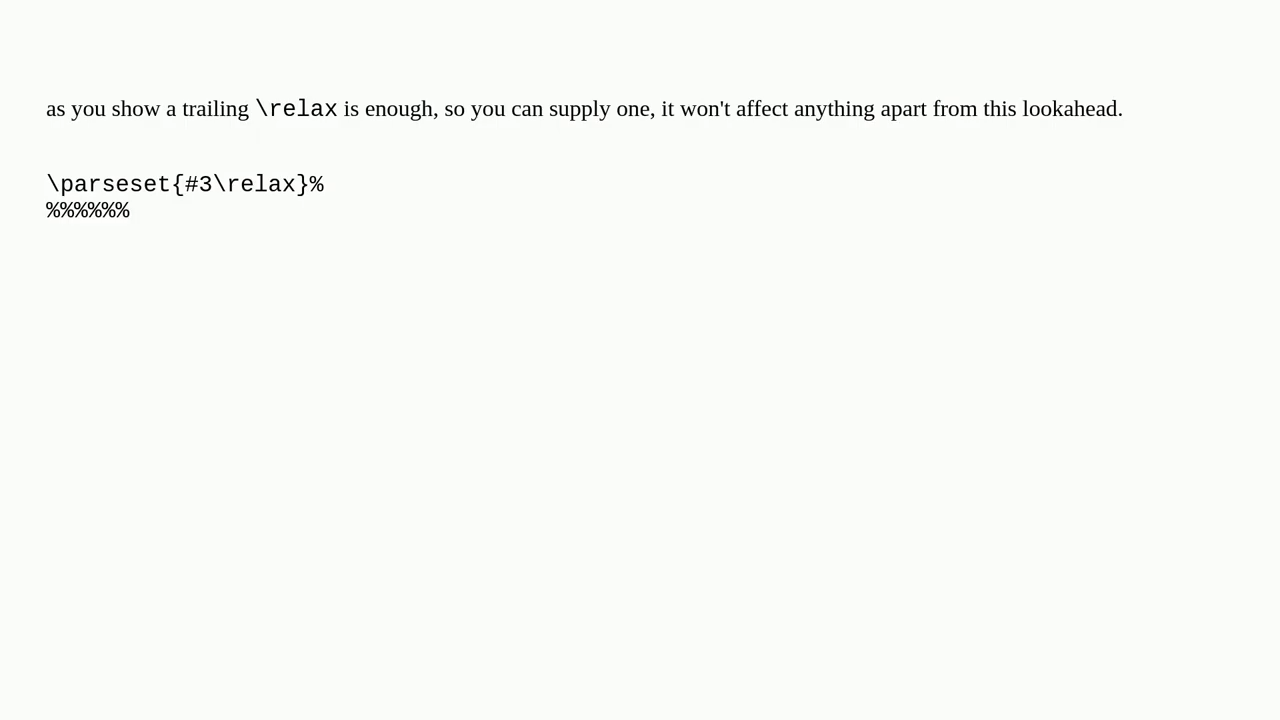 as you show a trailing \relax is enough, so you can supply one, it won't affect anything apart from this lookahead.
\parseset{#3\relax}%
%%%%%%